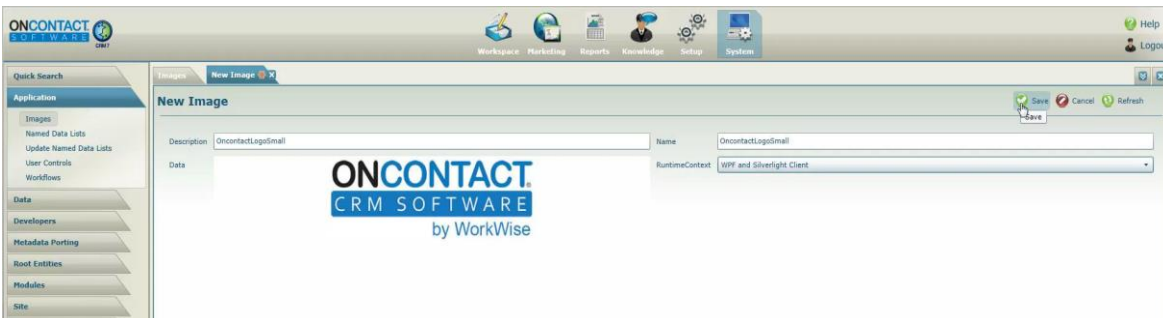 ONCONTACT
SOFTWARE
CRM7
Workspace Marketing Reports Knowledge Setup System
Help
Logou
Quick Search
Application
Images
Named Data Lists
Update Named Data Lists
User Controls
Workflows
Data
Developers
Metadata Porting
Root Entities
Modules
Site
Images New Image X
New Image
Save Cancel Refresh
Save
Description OncontactLogoSmall Name OncontactLogoSmall
Data RuntimeContext WPF and Silverlight Client
ONCONTACT.
CRM SOFTWARE
by WorkWise